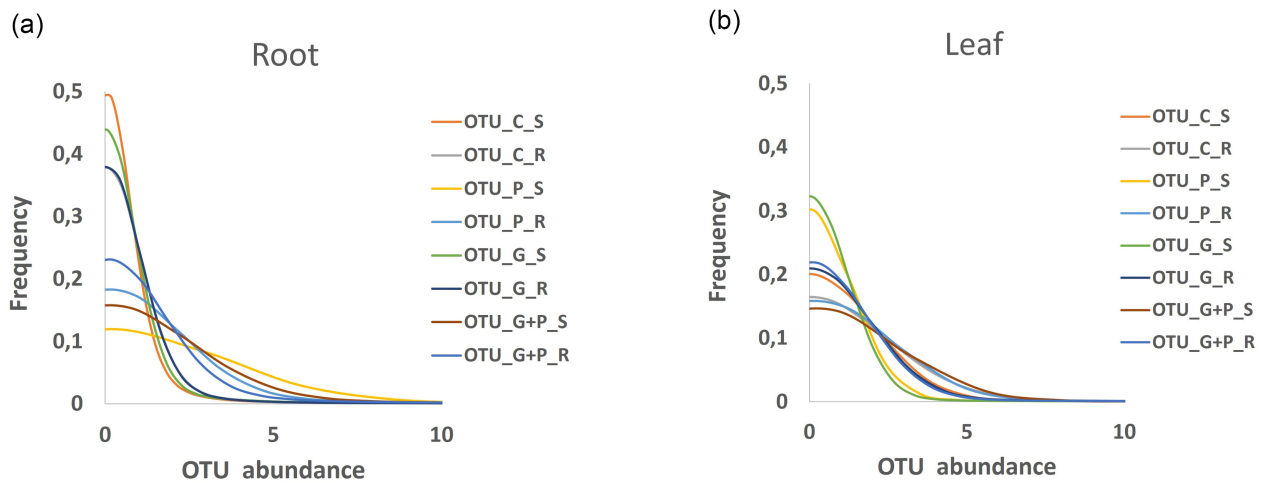 (a)
Root
0,5
0,4
0,3
0,2
0,1
0
Frequency
0
5
10
OTU abundance
OTU_C_S
OTU_C_R
OTU_P_S
OTU_P_R
OTU_G_S
OTU_G_R
OTU_G+P_S
OTU_G+P_R
(b)
Leaf
0,5
0,4
0,3
0,2
0,1
0
Frequency
0
5
10
OTU abundance
OTU_C_S
OTU_C_R
OTU_P_S
OTU_P_R
OTU_G_S
OTU_G_R
OTU_G+P_S
OTU_G+P_R